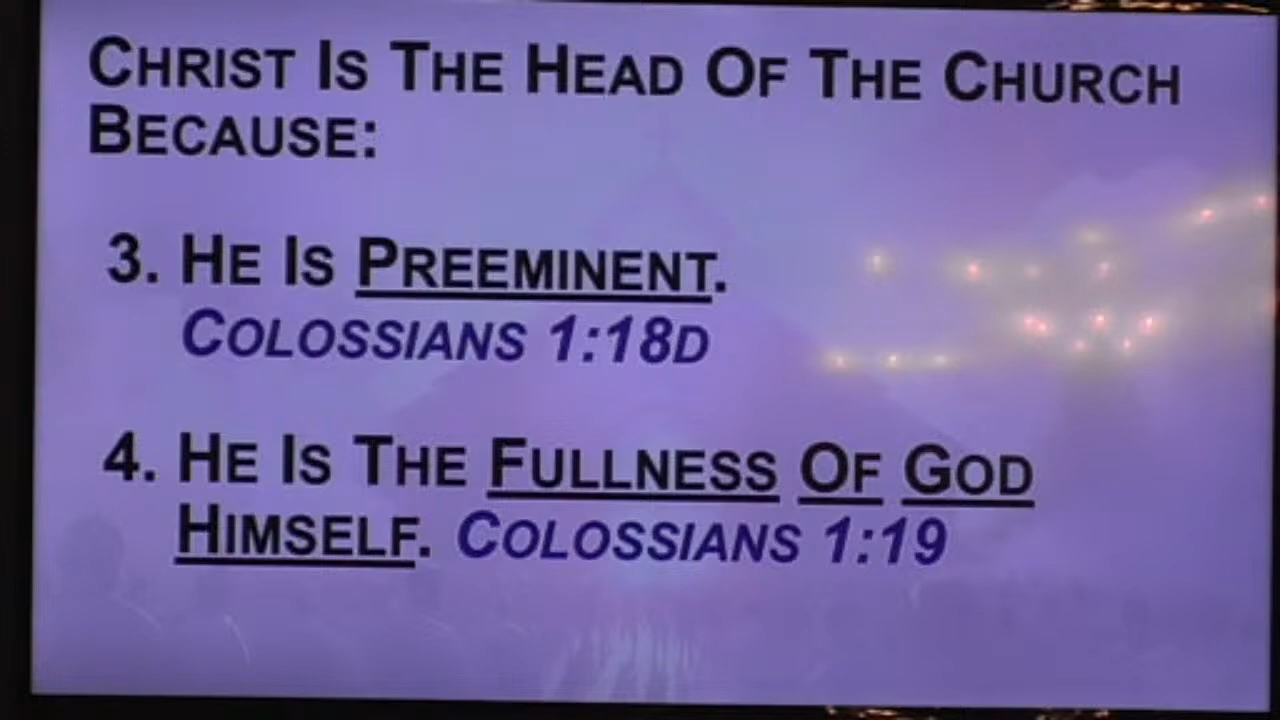 CHRIST IS THE HEAD OF THE CHURCH
BECAUSE:
3. HE IS PREEMINENT.
COLOSSIANS 1:18D
4. HE IS THE FULLNESS OF GOD
HIMSELF. COLOSSIANS 1:19